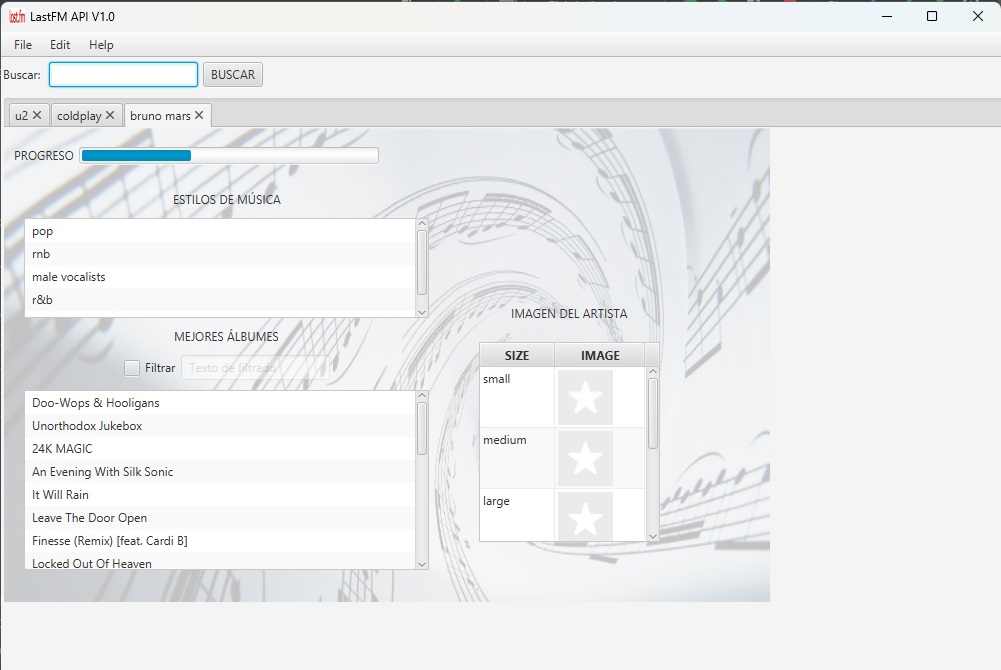 last.fm LastFM API V1.0
File Edit Help
Buscar: BUSCAR
u2 coldplay bruno mars
PROGRESO
ESTILOS DE MÚSICA
pop
rnb
male vocalists
r&b
MEJORES ÁLBUMES
Filtrar Texto de filtrado
Doo-Wops & Hooligans
Unorthodox Jukebox
24K MAGIC
An Evening With Silk Sonic
It Will Rain
Leave The Door Open
Finesse (Remix) [feat. Cardi B]
Locked Out Of Heaven
IMAGEN DEL ARTISTA
SIZE IMAGE
small
medium
large